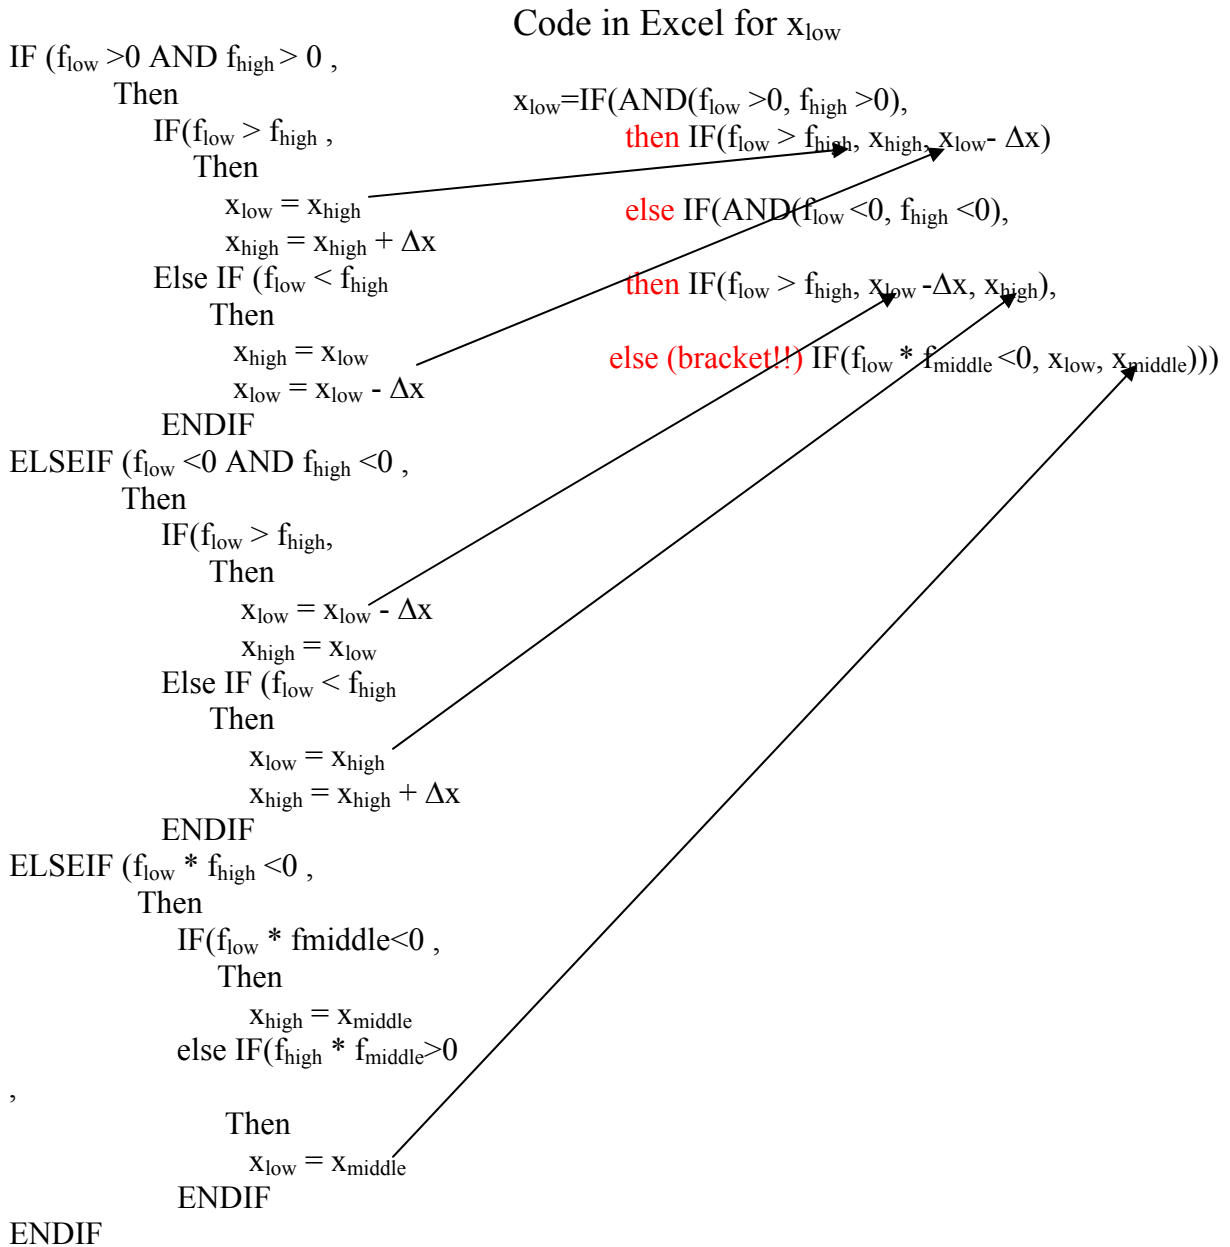 Code in Excel for xlow
IF (flow >0 AND fhigh > 0 ,
Then
IF(flow > fhigh ,
Then
xlow = xhigh
xhigh = xhigh + Δx
Else IF (flow < fhigh
Then
xhigh = xlow
xlow = xlow - Δx
ENDIF
ELSEIF (flow <0 AND fhigh <0 ,
Then
IF(flow > fhigh,
Then
xlow = xlow - Δx
xhigh = xlow
Else IF (flow < fhigh
Then
xlow = xhigh
xhigh = xhigh + Δx
ENDIF
ELSEIF (flow * fhigh <0 ,
Then
IF(flow * fmiddle<0 ,
Then
xhigh = xmiddle
else IF(fhigh * fmiddle>0
,
Then
xlow = xmiddle
ENDIF
ENDIF
xlow=IF(AND(flow >0, fhigh >0),
then IF(flow > fhigh, xhigh, xlow- Δx)
else IF(AND(flow <0, fhigh <0),
then IF(flow > fhigh, xlow -Δx, xhigh),
else (bracket!!) IF(flow * fmiddle <0, xlow, xmiddle)))